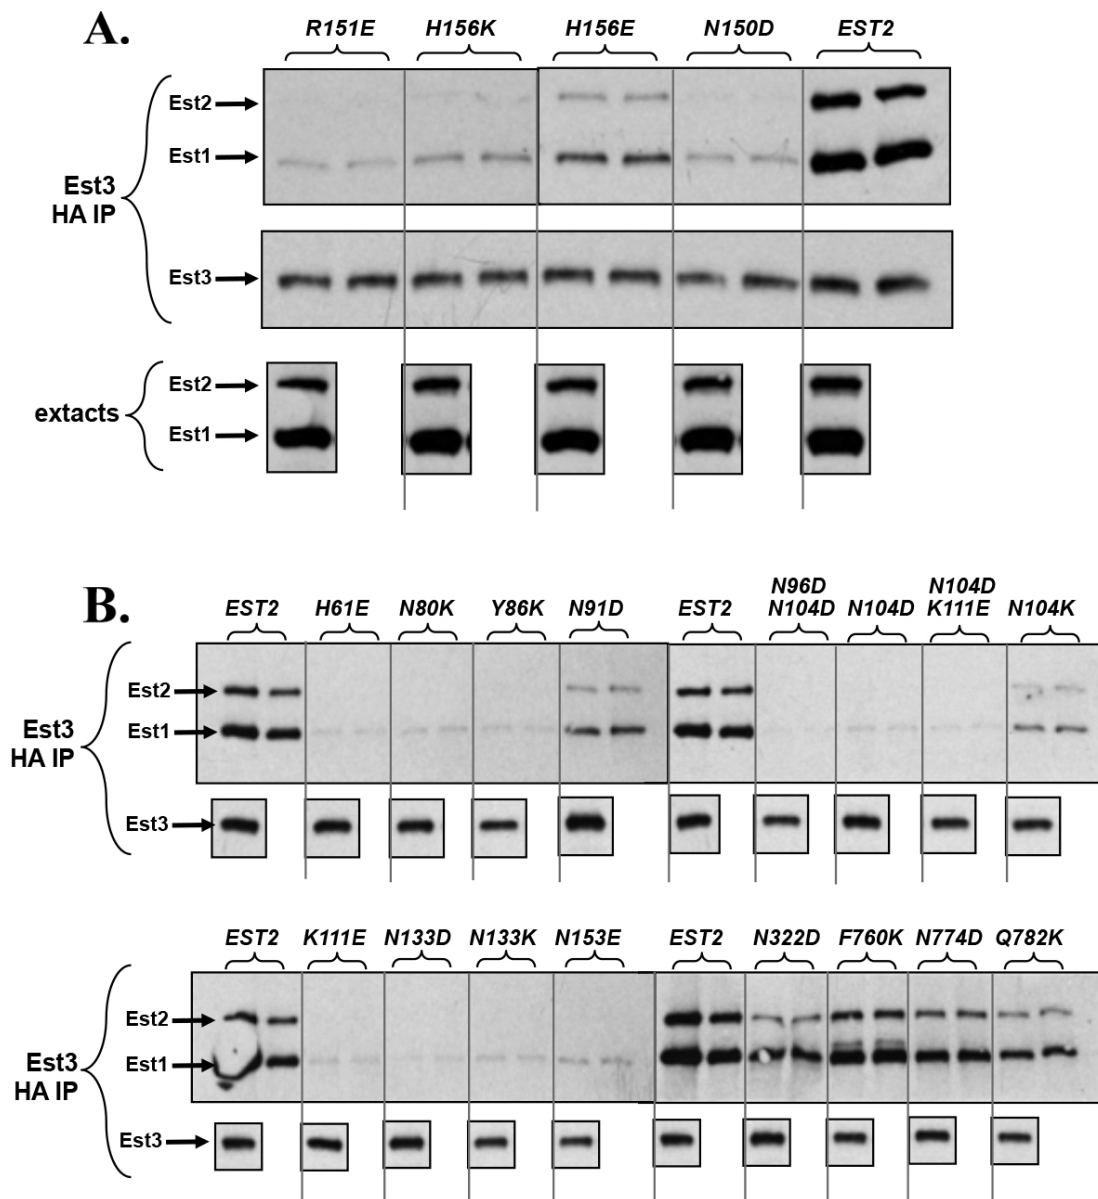 A.
R151E H156K H156E N150D EST2
Est2
Est1
Est3
HA IP
Est3
extacts
Est2
Est1
B.
EST2 H61E N80K Y86K N91D EST2 N96D N104D N104D N104D K111E N104K
Est2
Est1
Est3
HA IP
Est3
EST2 K111E N133D N133K N153E EST2 N322D F760K N774D Q782K
Est2
Est1
Est3
HA IP
Est3